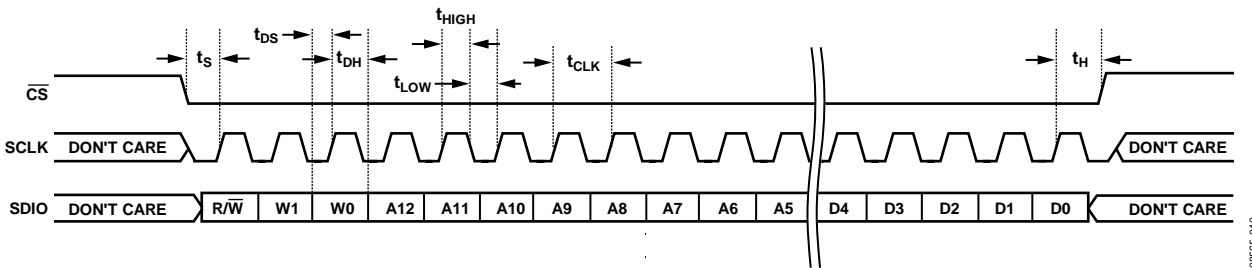 tHIGH
tDS
tS
tDH
tCLK
tH
tLOW
CS
SCLK DON'T CARE DON'T CARE
SDIO DON'T CARE R/W W1 W0 A12 A11 A10 A9 A8 A7 A6 A5 D4 D3 D2 D1 D0 DON'T CARE